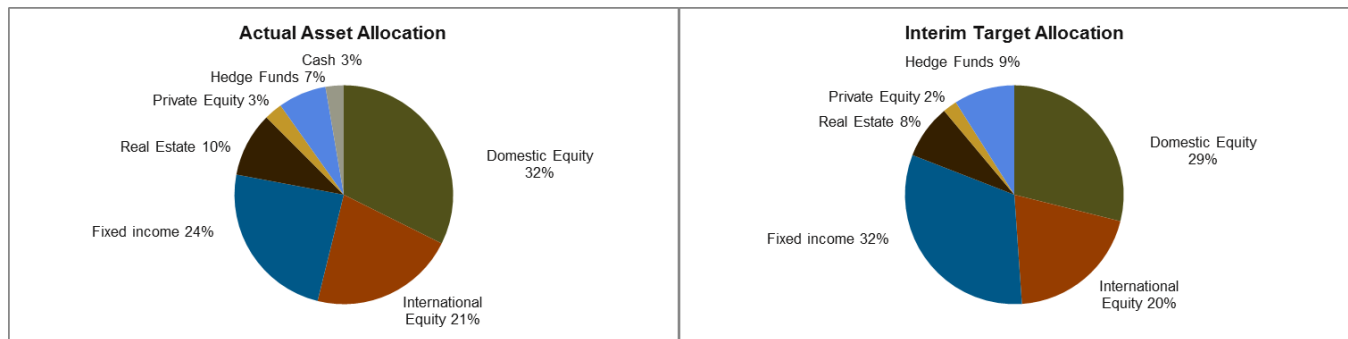 Actual Asset Allocation
Cash 3%
Hedge Funds 7%
Private Equity 3%
Real Estate 10%
Domestic Equity
32%
Fixed income 24%
International
Equity 21%
Interim Target Allocation
Hedge Funds 9%
Private Equity 2%
Real Estate 8%
Domestic Equity
29%
Fixed income 32%
International
Equity 20%